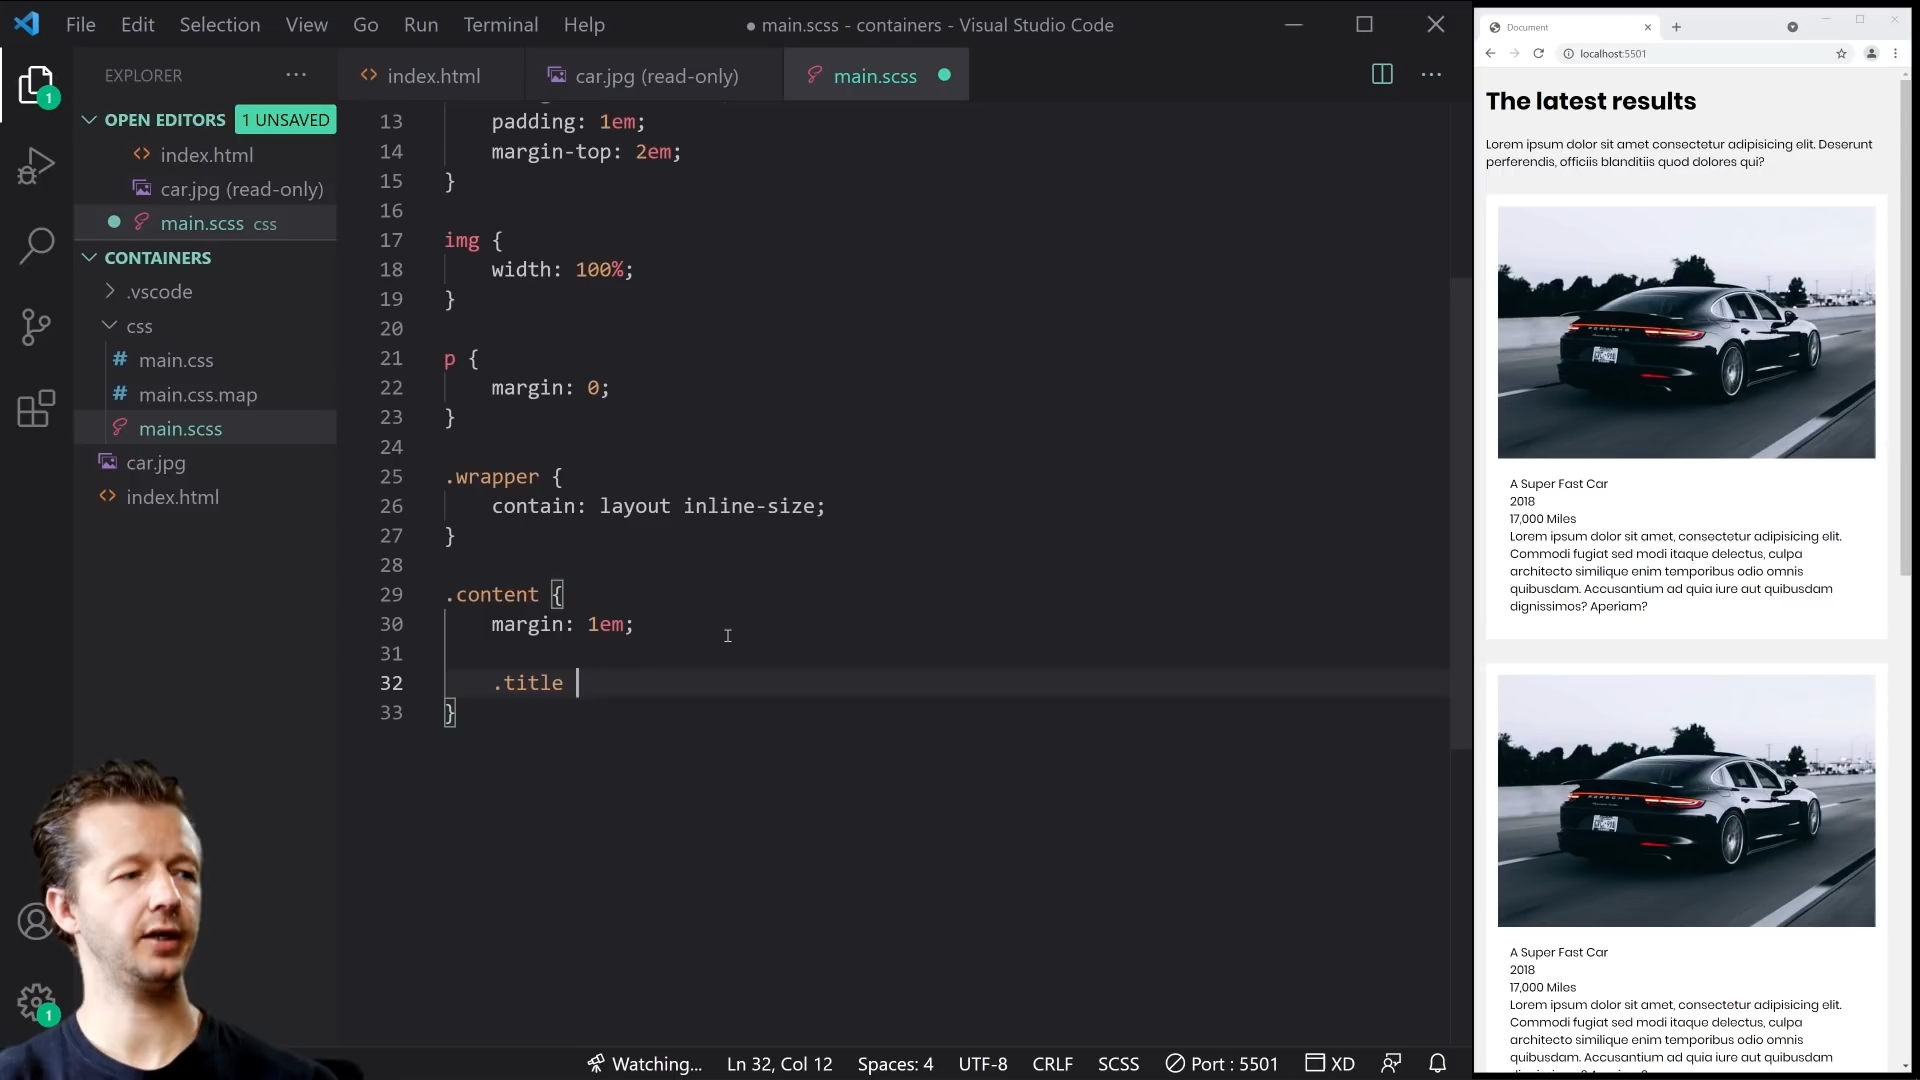 File Edit Selection View Go Run Terminal Help
● main.scss - containers - Visual Studio Code
EXPLORER
index.html
car.jpg (read-only)
main.scss
OPEN EDITORS
1 UNSAVED
index.html
car.jpg (read-only)
main.scss css
CONTAINERS
.vscode
css
# main.css
# main.css.map
main.scss
car.jpg
index.html
1
1
13 padding: 1em;
14 margin-top: 2em;
15 }
16
17 img {
18 width: 100%;
19 }
20
21 p {
22 margin: 0;
23 }
24
25 .wrapper {
26 contain: layout inline-size;
27 }
28
29 .content {
30 margin: 1em;
31
32 .title
33 }
Watching... Ln 32, Col 12 Spaces: 4 UTF-8 CRLF SCSS Port : 5501 XD
Document
localhost:5501
The latest results
Lorem ipsum dolor sit amet consectetur adipisicing elit. Deserunt
perferendis, officiis blanditiis quod dolores qui?
PORSCHE
A Super Fast Car
2018
17,000 Miles
Lorem ipsum dolor sit amet, consectetur adipisicing elit.
Commodi fugiat sed modi itaque delectus, culpa
architecto similique enim temporibus odio omnis
quibusdam. Accusantium ad quia iure aut quibusdam
dignissimos? Aperiam?
PORSCHE
A Super Fast Car
2018
17,000 Miles
Lorem ipsum dolor sit amet, consectetur adipisicing elit.
Commodi fugiat sed modi itaque delectus, culpa
architecto similique enim temporibus odio omnis
quibusdam. Accusantium ad quia iure aut quibusdam